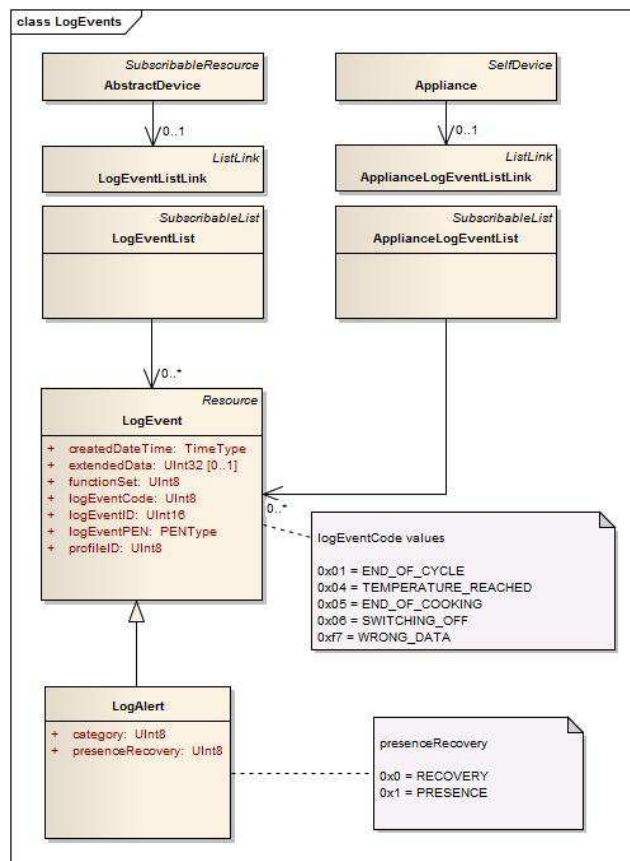 class LogEvents
SubscribableResource
AbstractDevice
SelfDevice
Appliance
0..1
0..1
ListLink
LogEventListLink
ListLink
ApplianceLogEventListLink
SubscribableList
LogEventList
SubscribableList
ApplianceLogEventList
0..*
Resource
LogEvent
+ createdDateTime: TimeType
+ extendedData: UInt32 [0..1]
+ functionSet: UInt8
+ logEventCode: UInt8
+ logEventID: UInt16
+ logEventPEN: PENType
+ profileID: UInt8
0..*
logEventCode values
0x01 = END_OF_CYCLE
0x04 = TEMPERATURE_REACHED
0x05 = END_OF_COOKING
0x06 = SWITCHING_OFF
0xf7 = WRONG_DATA
LogAlert
+ category: UInt8
+ presenceRecovery: UInt8
presenceRecovery
0x0 = RECOVERY
0x1 = PRESENCE